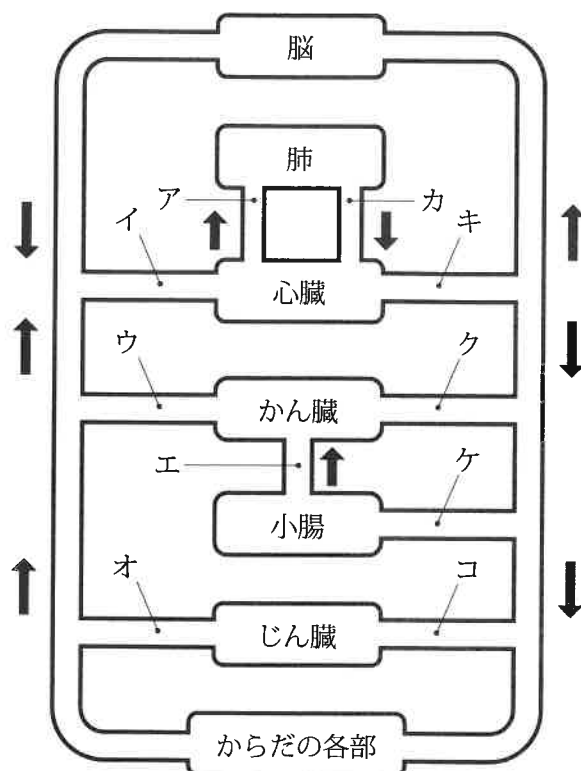 脳
肺
ア
カ
イ
キ
心臓
ウ
ク
かん臓
エ
ケ
小腸
オ
コ
じん臓
からだの各部